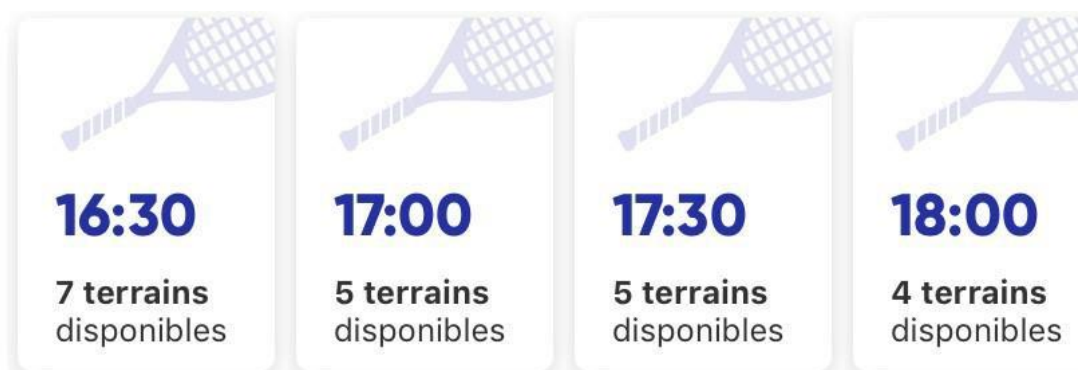 16:30
7 terrains
disponibles
17:00
5 terrains
disponibles
17:30
5 terrains
disponibles
18:00
4 terrains
disponibles